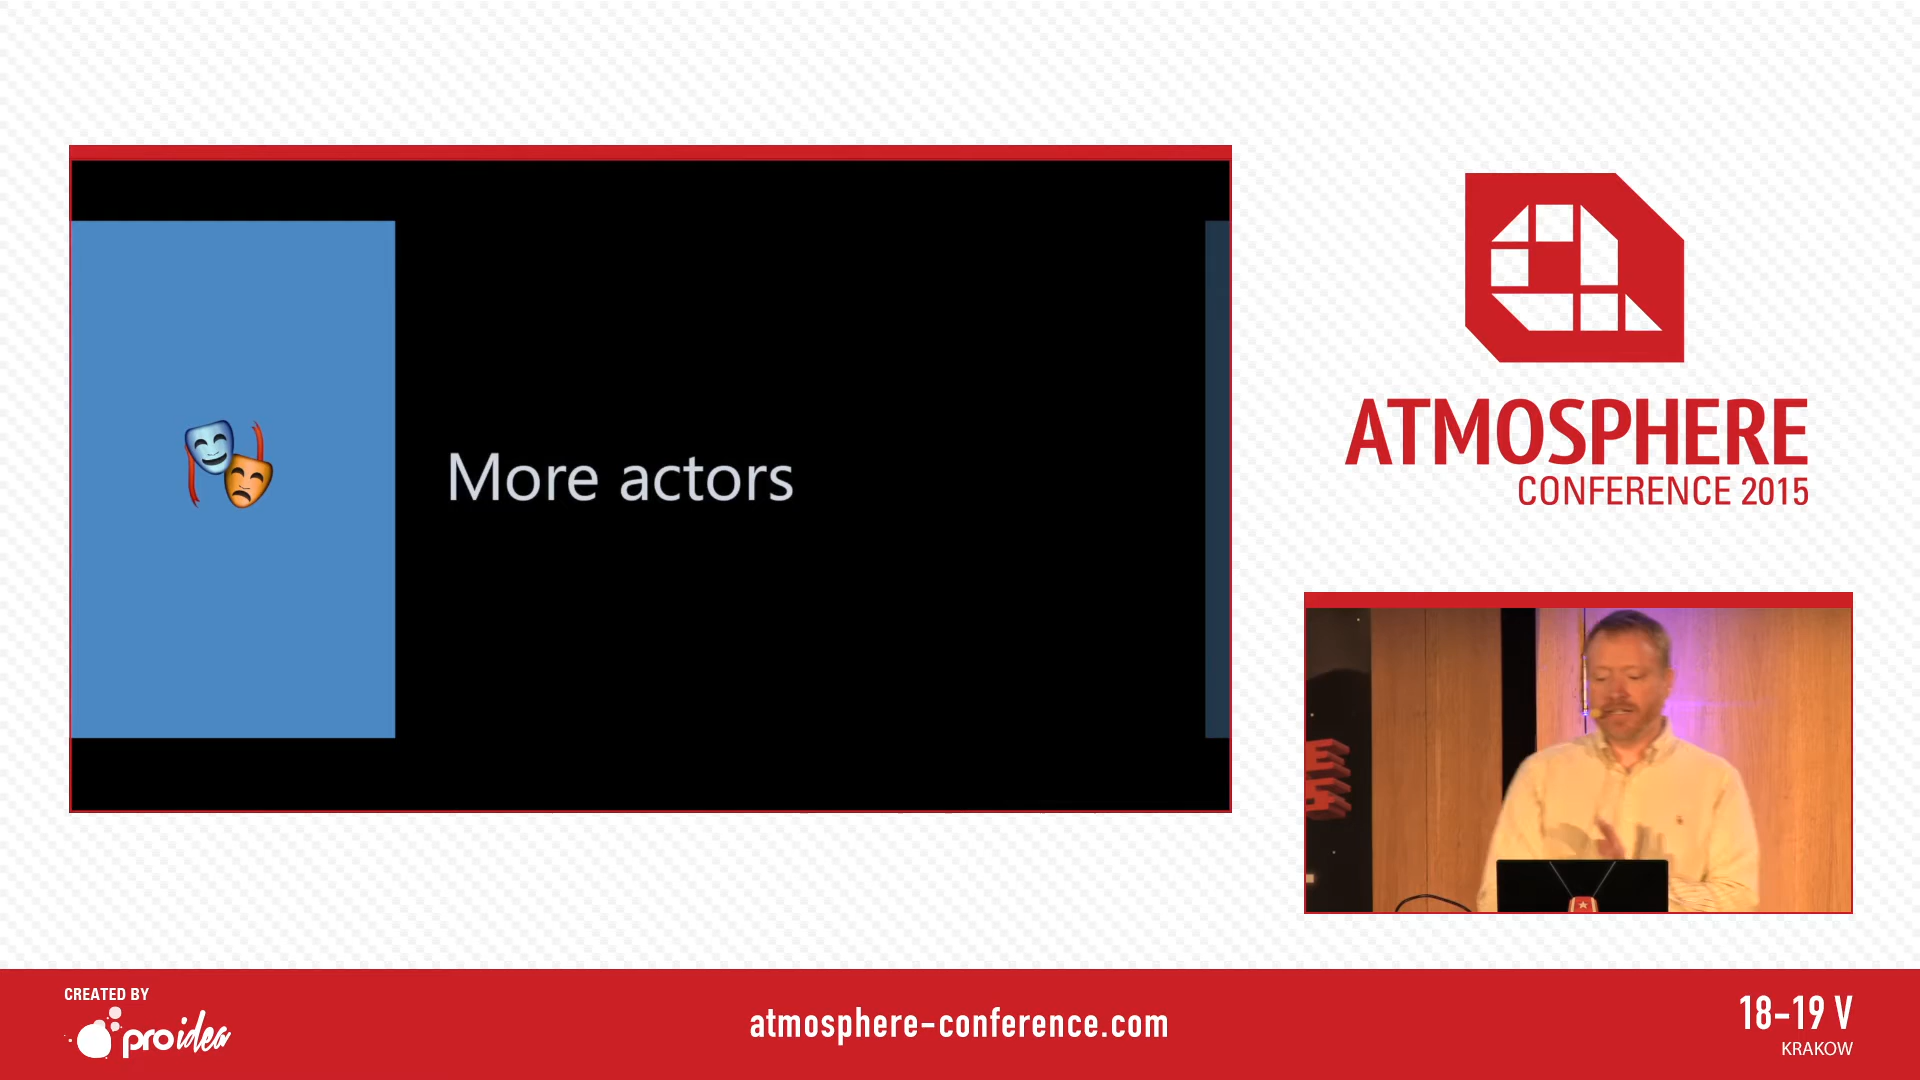 More actors
ATMOSPHERE
CONFERENCE 2015
CREATED BY
proidea
atmosphere-conference.com
18-19 V
KRAKOW